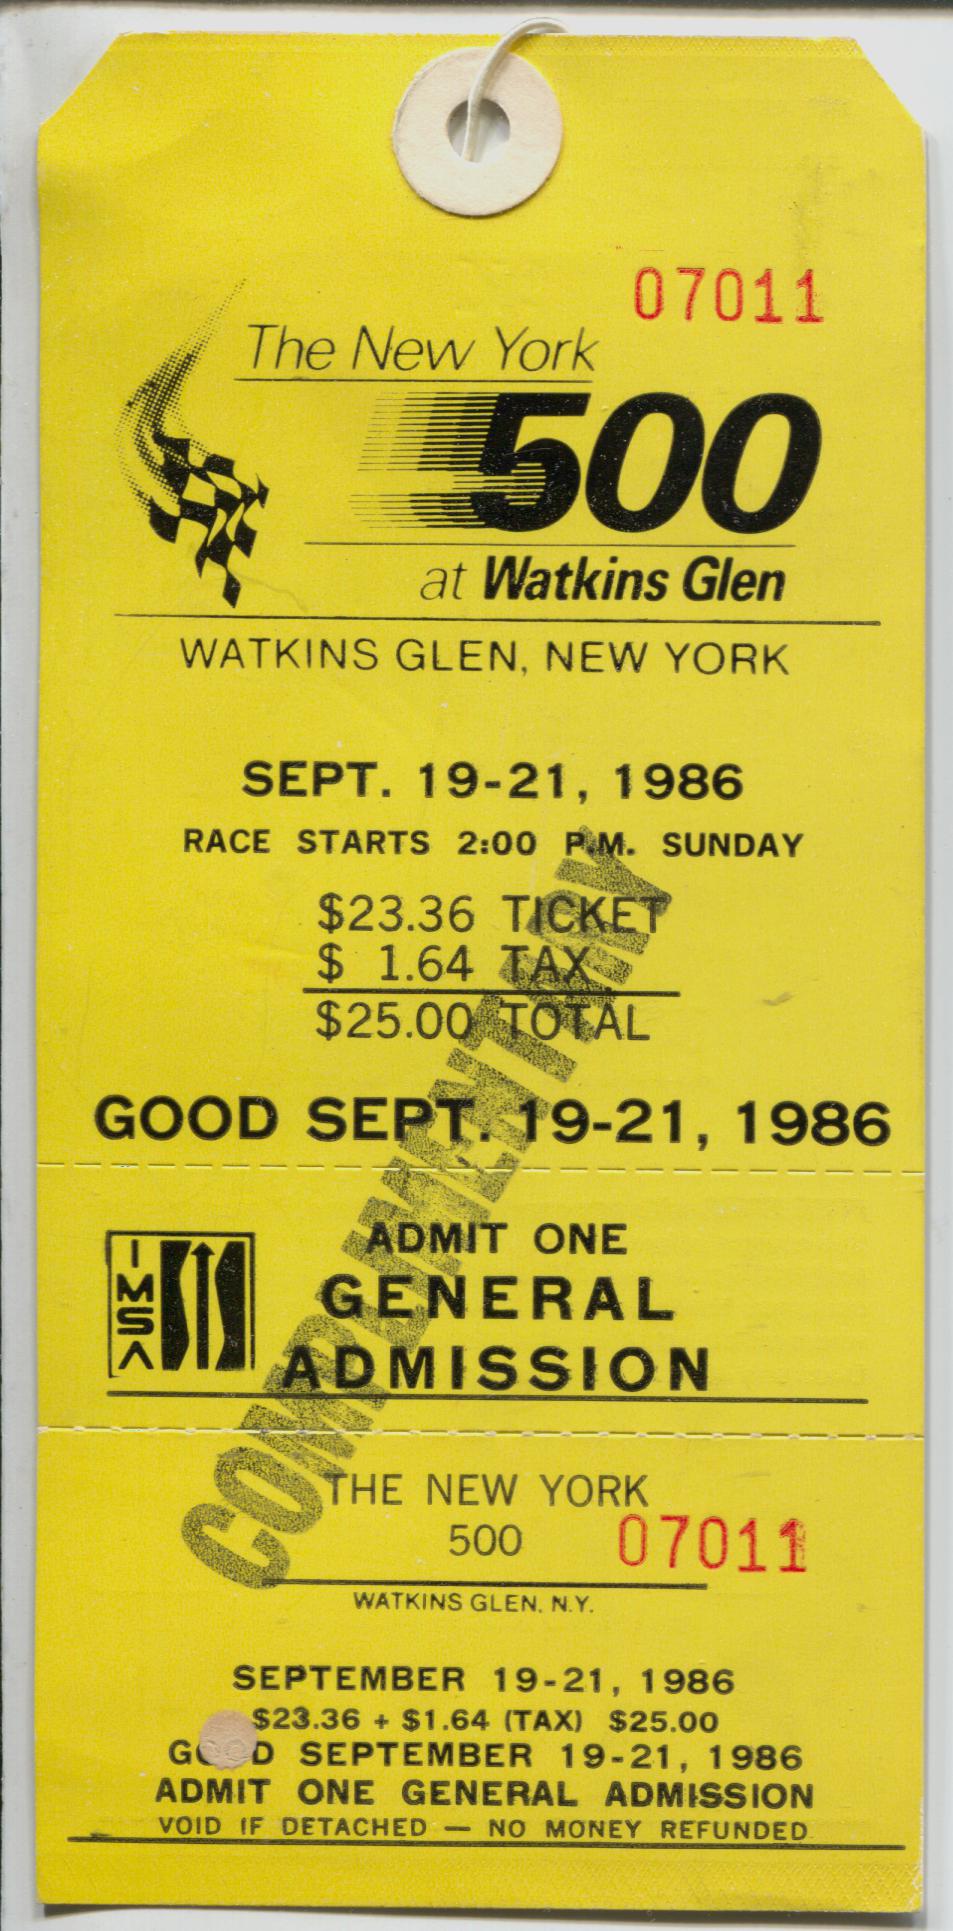 07011
The New York
500
at Watkins Glen
WATKINS GLEN, NEW YORK
SEPT. 19-21, 1986
RACE STARTS 2:00 P.M. SUNDAY
$23.36 TICKET
$ 1.64 TAX
$25.00 TOTAL
GOOD SEPT. 19-21, 1986
COMPLIMENTARY
IMSA
ADMIT ONE
GENERAL
ADMISSION
THE NEW YORK
500
07011
WATKINS GLEN, N.Y.
SEPTEMBER 19-21, 1986
$23.36 + $1.64 (TAX) $25.00
GOOD SEPTEMBER 19-21, 1986
ADMIT ONE GENERAL ADMISSION
VOID IF DETACHED — NO MONEY REFUNDED